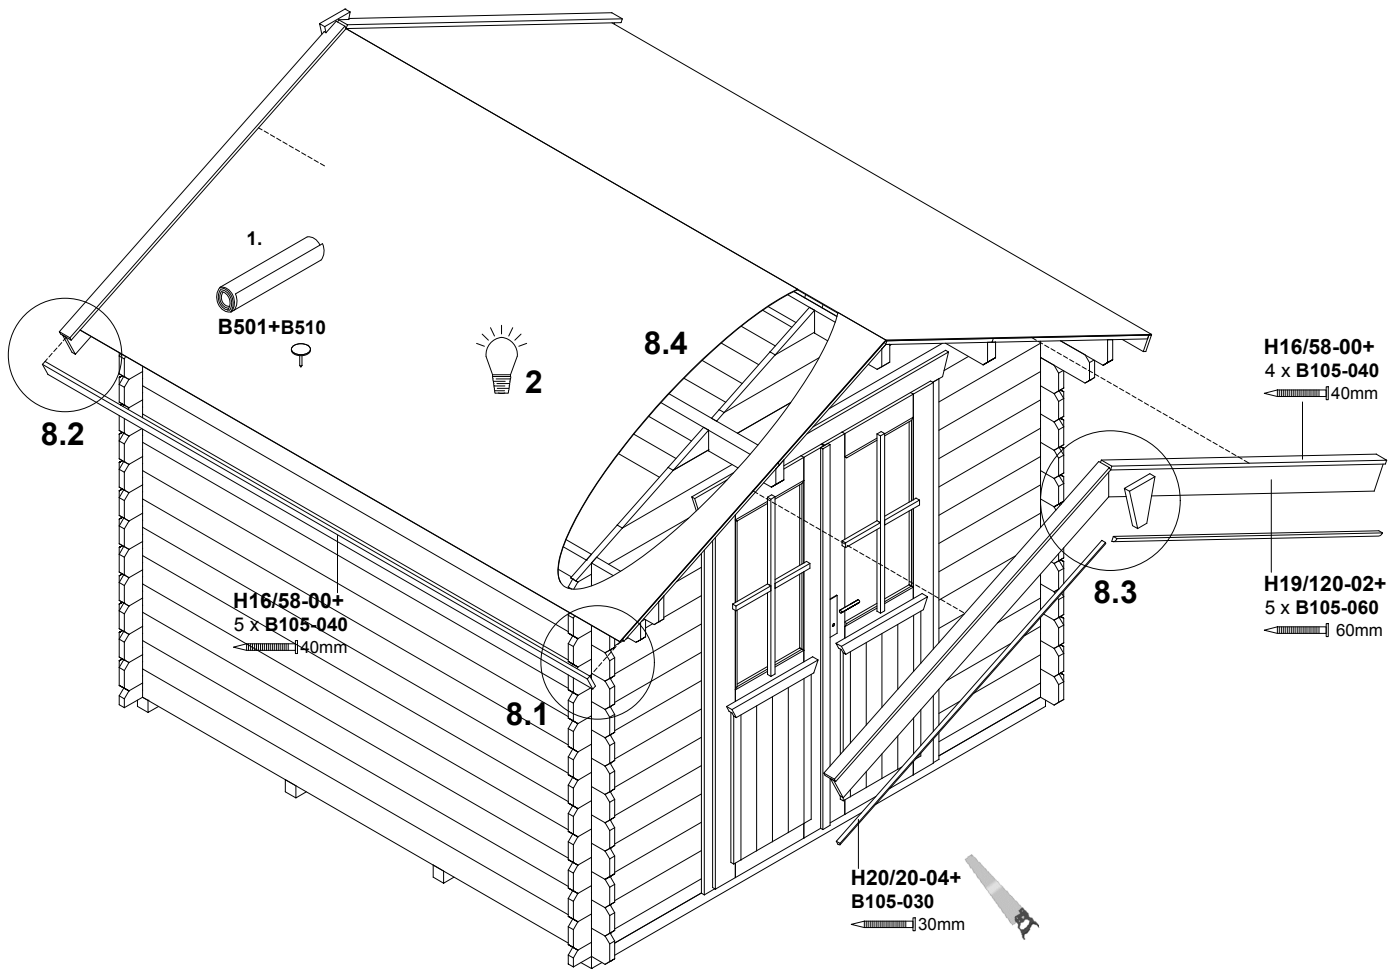 1.
B501+B510
2
8.4
8.2
H16/58-00+
4 x B105-040
40mm
H16/58-00+
5 x B105-040
40mm
8.1
8.3
H19/120-02+
5 x B105-060
60mm
H20/20-04+
B105-030
30mm